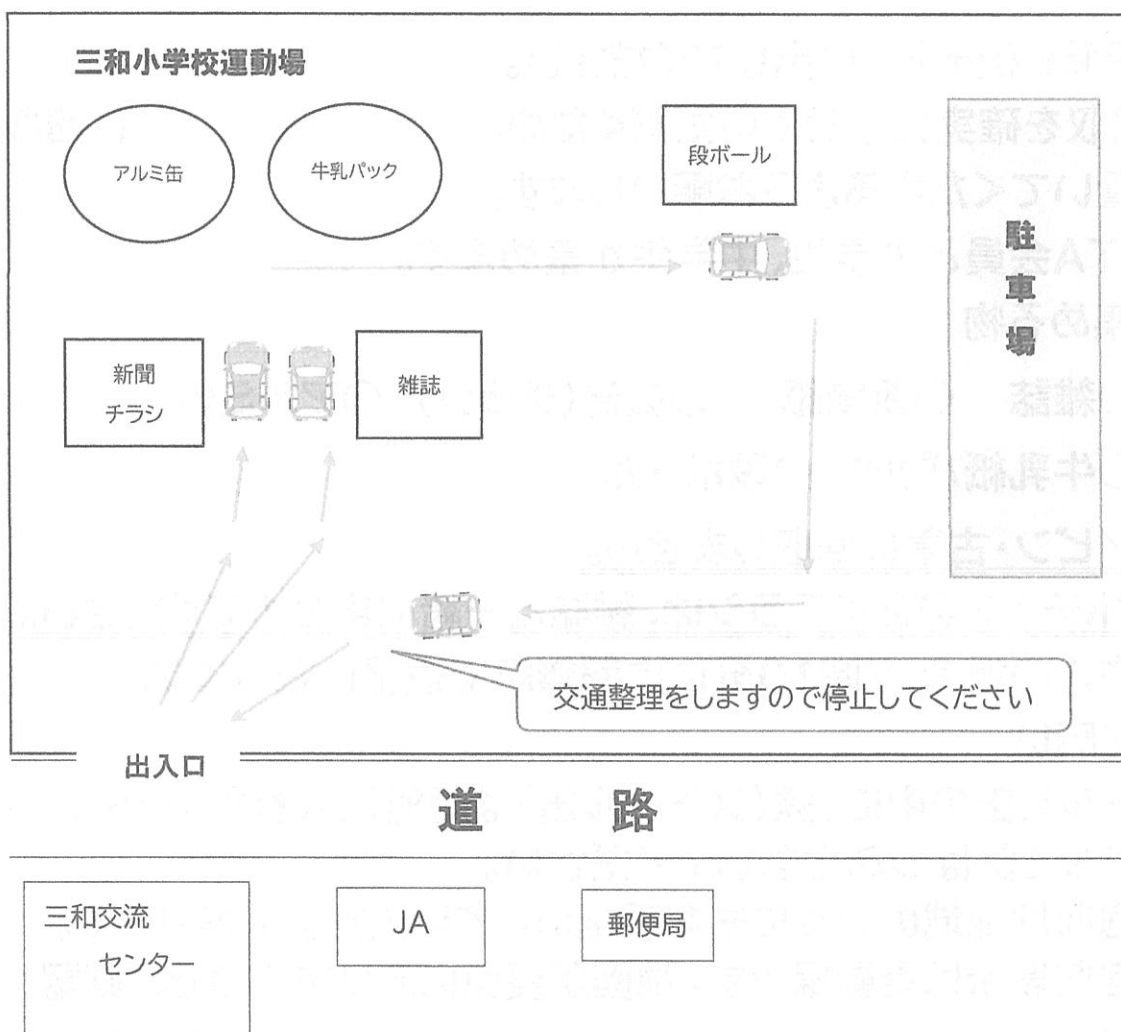 三和小学校運動場
アルミ缶
牛乳パック
段ボール
駐車場
新聞
チラシ
雑誌
交通整理をしますので停止してください
出入口
道路
三和交流
センター
JA
郵便局